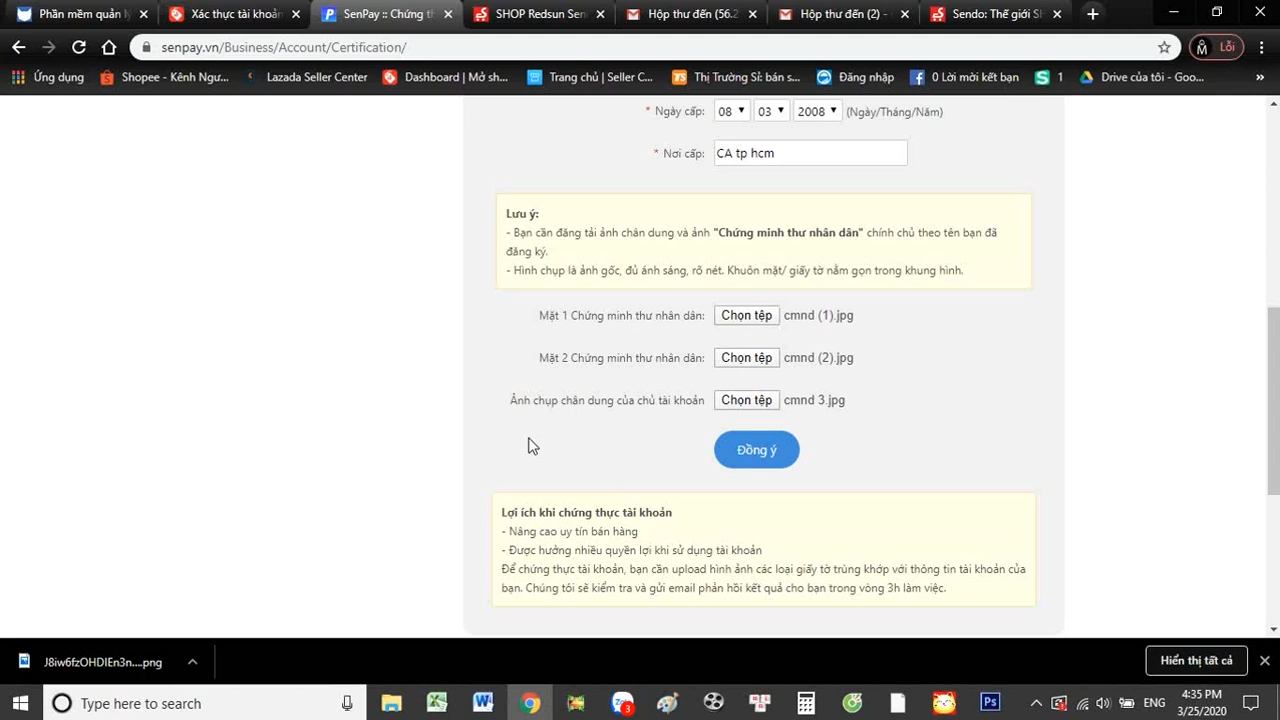 Phần mềm quản lý
Xác thực tài khoản
SenPay :: Chứng th
SHOP Redsun Sen
Hộp thư đến (56.2
Hộp thư đến (2) -
Sendo: Thế giới SH
senpay.vn/Business/Account/Certification/
Lỗi
Ứng dụng
Shopee - Kênh Ngư...
Lazada Seller Center
Dashboard | Mở sh...
Trang chủ | Seller C...
Thị Trường Sỉ: bán s...
Đăng nhập
0 Lời mời kết bạn
1
Drive của tôi - Goo...
»
* Ngày cấp: 08 03 2008 (Ngày/Tháng/Năm)
* Nơi cấp: CA tp hcm
Lưu ý:
- Bạn cần đăng tải ảnh chân dung và ảnh "Chứng minh thư nhân dân" chính chủ theo tên bạn đã
đăng ký.
- Hình chụp là ảnh gốc, đủ ánh sáng, rõ nét. Khuôn mặt/ giấy tờ nằm gọn trong khung hình.
Mặt 1 Chứng minh thư nhân dân: Chọn tệp cmnd (1).jpg
Mặt 2 Chứng minh thư nhân dân: Chọn tệp cmnd (2).jpg
Ảnh chụp chân dung của chủ tài khoản Chọn tệp cmnd 3.jpg
Đồng ý
Lợi ích khi chứng thực tài khoản
- Nâng cao uy tín bán hàng
- Được hưởng nhiều quyền lợi khi sử dụng tài khoản
Để chứng thực tài khoản, bạn cần upload hình ảnh các loại giấy tờ trùng khớp với thông tin tài khoản của
bạn. Chúng tôi sẽ kiểm tra và gửi email phản hồi kết quả cho bạn trong vòng 3h làm việc.
J8iw6fzOHDIEn3n....png
Hiển thị tất cả
Type here to search
3
Ps
ENG
4:35 PM
3/25/2020